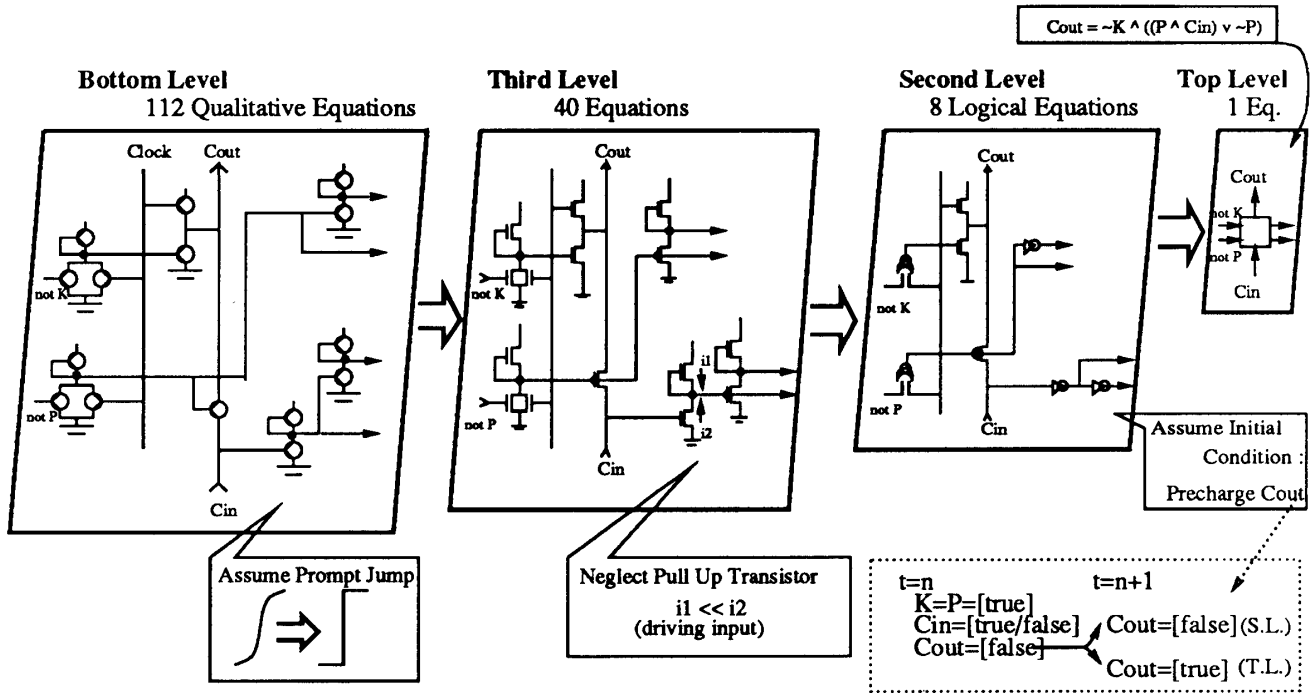 Cout = ~K ^ ((P ^ Cin) v ~P)
Bottom Level
112 Qualitative Equations
Third Level
40 Equations
Second Level
8 Logical Equations
Top Level
1 Eq.
Clock
Cout
not K
not P
Cin
Cout
not K
not P
i1
i2
Cin
Cout
not K
not P
Cin
Cout
not K
not P
Cin
Assume Prompt Jump
Neglect Pull Up Transistor
i1 << i2
(driving input)
Assume Initial
Condition :
Precharge Cout
t=n
t=n+1
K=P=[true]
Cin=[true/false]
Cout=[false]
Cout=[false] (S.L.)
Cout=[true] (T.L.)